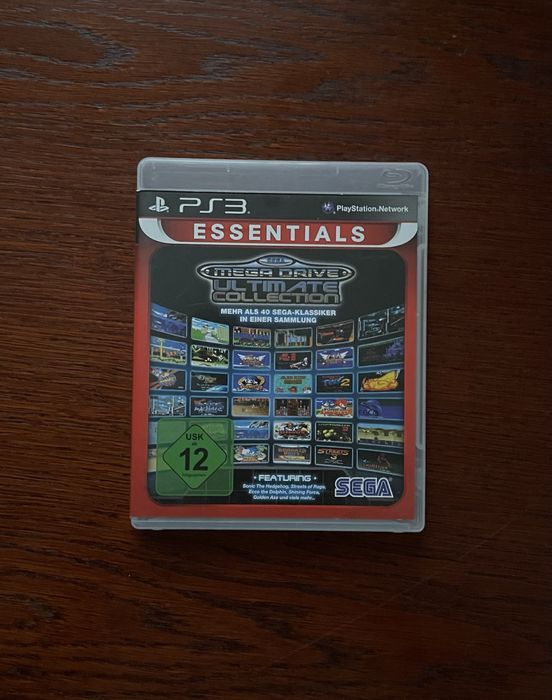 PS3
PlayStation Network
ESSENTIALS
SEGA
MEGA DRIVE
ULTIMATE
COLLECTION
MEHR ALS 40 SEGA-KLASSIKER
IN EINER SAMMLUNG
USK
ab
12
• FEATURING •
Sonic The Hedgehog, Streets of Rage,
Ecco the Dolphin, Shining Force,
Golden Axe und viele mehr...
SEGA